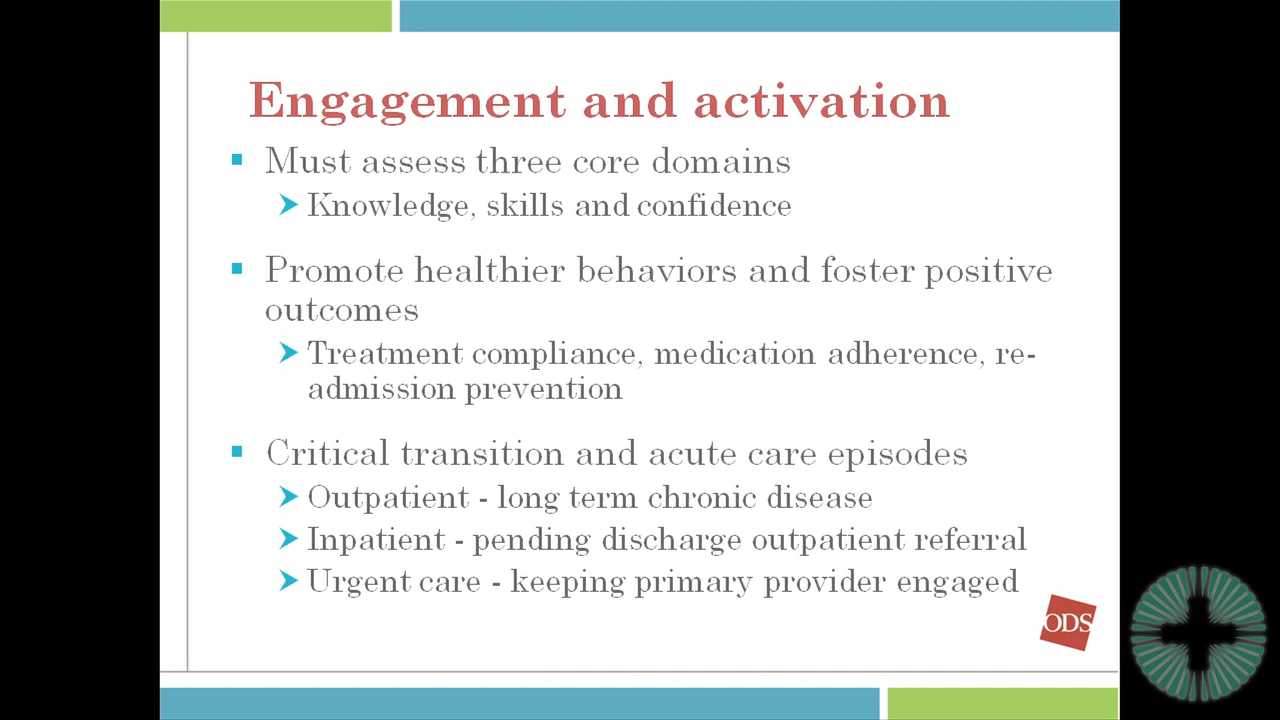 Engagement and activation
Must assess three core domains
Knowledge, skills and confidence
Promote healthier behaviors and foster positive
outcomes
Treatment compliance, medication adherence, re-
admission prevention
Critical transition and acute care episodes
Outpatient - long term chronic disease
Inpatient - pending discharge outpatient referral
Urgent care - keeping primary provider engaged
ODS